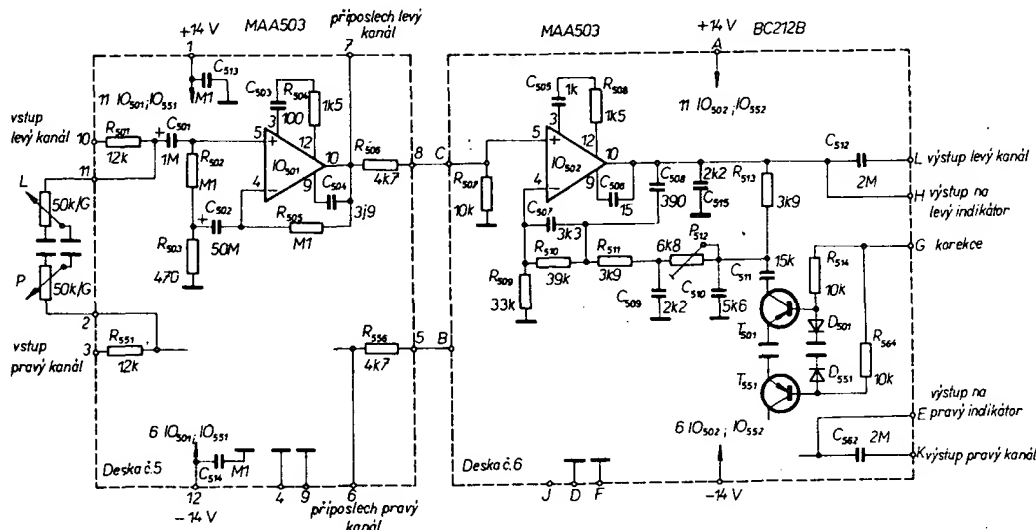 +14 V
MAA503
příposlech levý
kanál
MAA503
+14 V
BC212B
1
7
A
C513
M1
C503
100
R504
1k5
C505
1k
R508
1k5
11 IO501; IO551
11 IO502; IO552
vstup
levý kanál
10
R501
12k
C501
1M
+
R502
M1
3
12
5
+
IO501
10
4
−
9
C504
3j9
R506
4k7
8
C
R507
10k
3
12
5
+
IO502
10
4
−
9
C506
15
C508
390
2k2
C515
R513
3k9
C512
2M
L
výstup levý kanál
H
výstup na
levý indikátor
11
L
50k/G
+
C502
50M
R505
M1
R503
470
P
50k/G
C507
3k3
R510
39k
R511
3k9
6k8
P512
R509
33k
C509
2k2
C510
5k6
C511
15k
G
korekce
R514
10k
T501
D501
R564
10k
T551
D551
2
vstup
pravý kanál
3
R551
12k
R556
4k7
5
B
výstup na
E
pravý indikátor
6 IO501; IO551
6 IO502; IO552
C562
2M
K
výstup pravý kanál
C514
M1
Deska č.5
Deska č.6
12
4
9
6
J
D
F
−14 V
příposlech pravý
kanál
−14 V